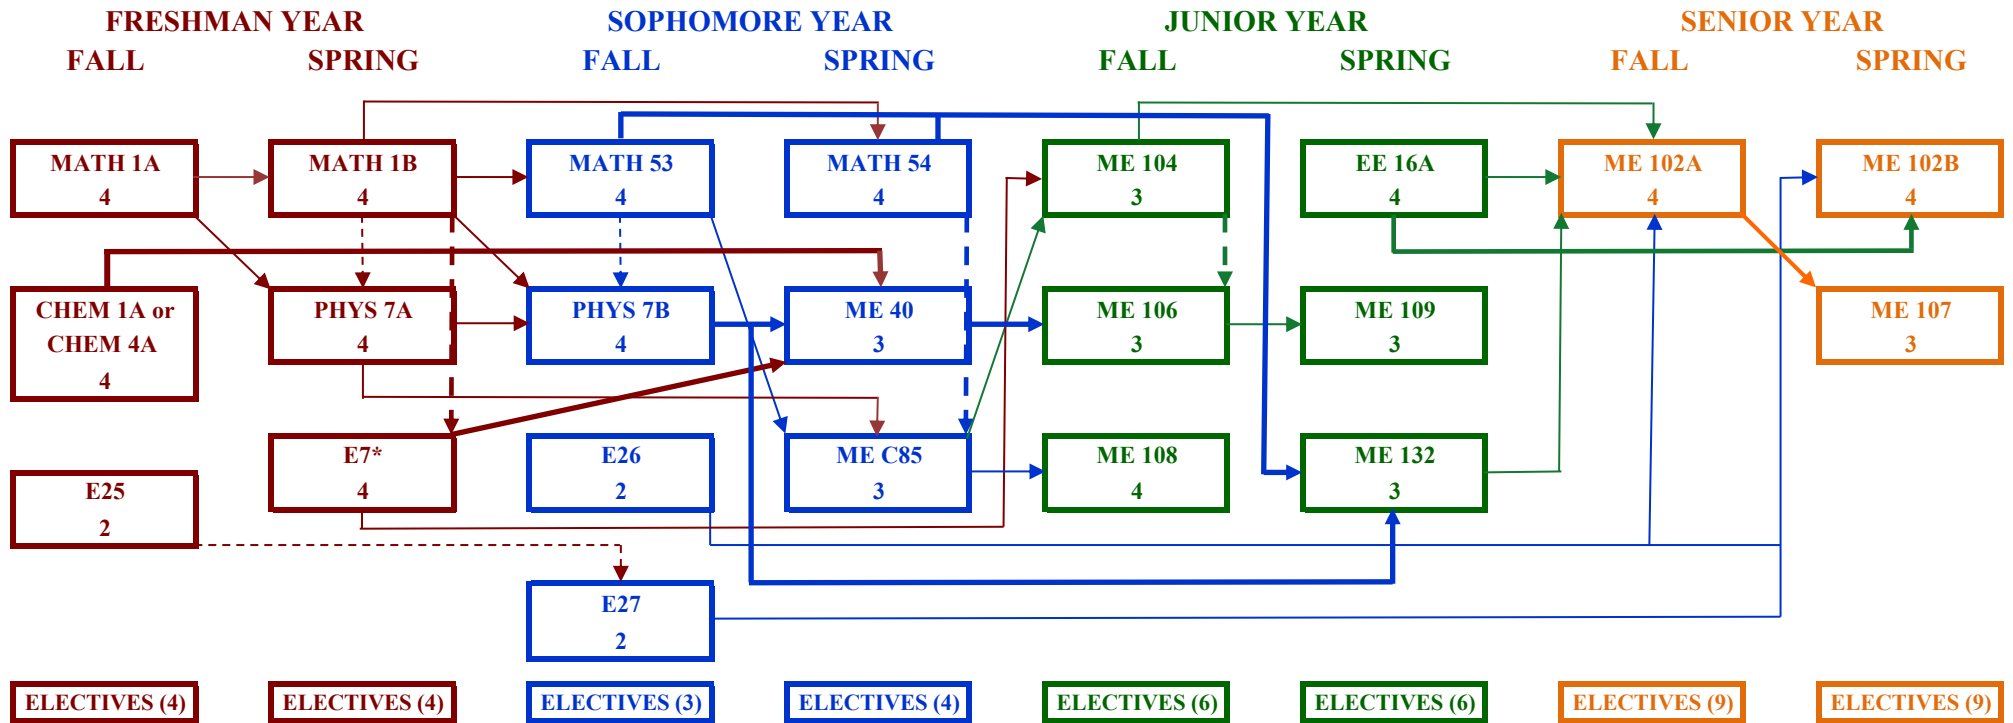 FRESHMAN YEAR SOPHOMORE YEAR JUNIOR YEAR SENIOR YEAR
FALL SPRING FALL SPRING FALL SPRING FALL SPRING
MATH 1A MATH 1B MATH 53 MATH 54 ME 104 EE 16A ME 102A ME 102B
4 4 4 4 3 4 4 4
CHEM 1A or PHYS 7A PHYS 7B ME 40 ME 106 ME 109 ME 107
CHEM 4A 4 4 3 3 3 3
4
E7* E26 ME C85 ME 108 ME 132
4 2 3 4 3
E25
2
E27
2
ELECTIVES (4) ELECTIVES (4) ELECTIVES (3) ELECTIVES (4) ELECTIVES (6) ELECTIVES (6) ELECTIVES (9) ELECTIVES (9)